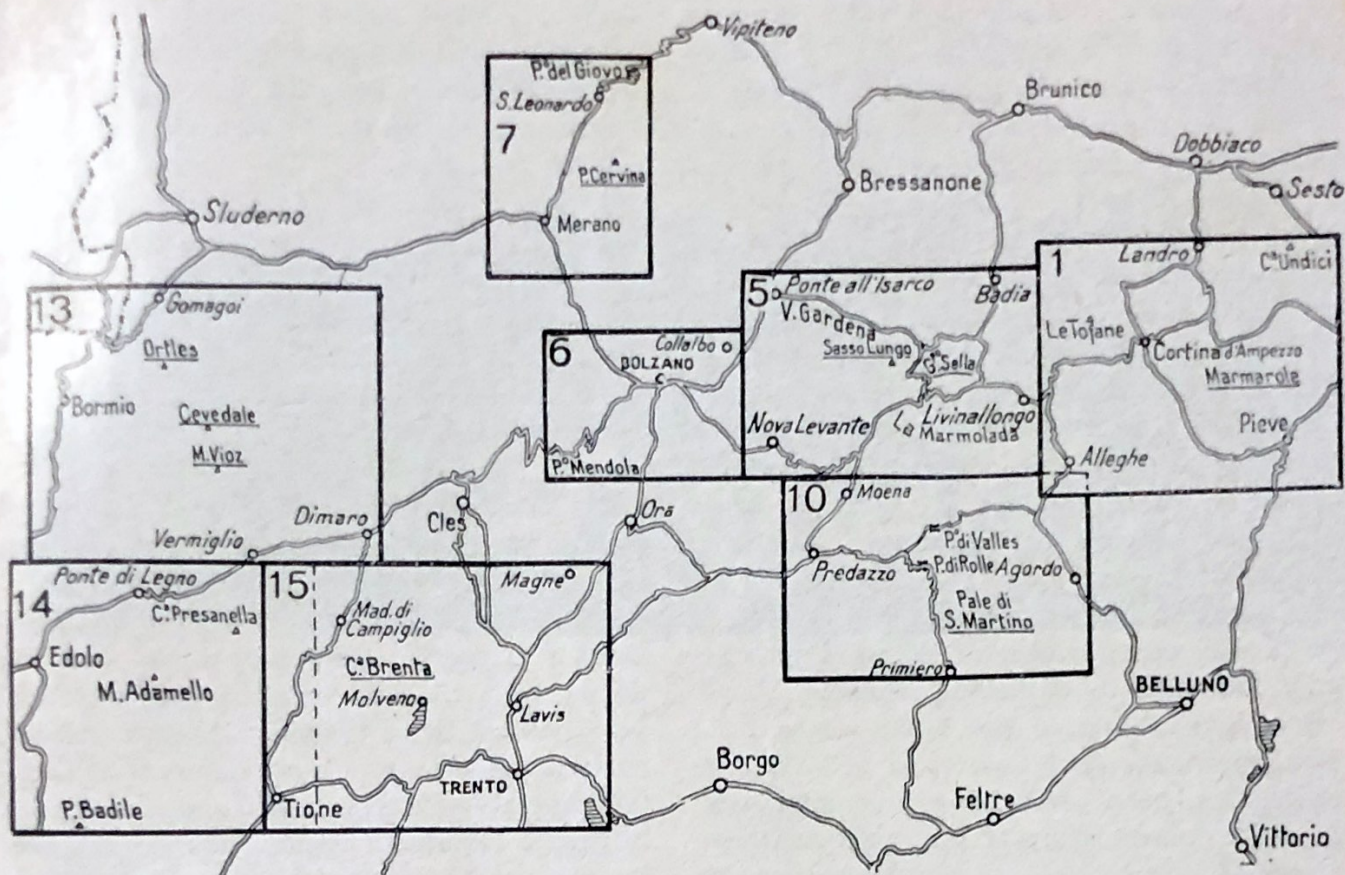 Vipiteno
P.º del Giovo
S.Leonardo
7
P.Cervina
Merano
Brunico
Dobbiaco
Bressanone
Sesto
Sluderno
Landro
1
C.ª Undici
13
Gomagoi
5
Ponte all'Isarco
Badia
V. Gardena
Le Tofane
Ortles
Sasso Lungo
G. Sella
Cortina d'Ampezzo
Marmarole
6
Collalbo
BOLZANO
Bormio
Cevedale
Livinallongo
Marmolada
Nova Levante
Pieve
M.Vioz
P.º Mendola
Alleghe
10
Moena
Dimaro
Cles
Ora
Vermiglio
P.º di Valles
P. di Rolle
Agordo
Predazzo
14
Ponte di Legno
C.ª Presanella
15
Magne
Mad. di
Campiglio
Pale di
S. Martino
Edolo
C.ª Brenta
Primiero
M. Adamello
Molveno
Lavis
BELLUNO
Borgo
TRENTO
Tione
Feltre
P. Badile
Vittorio